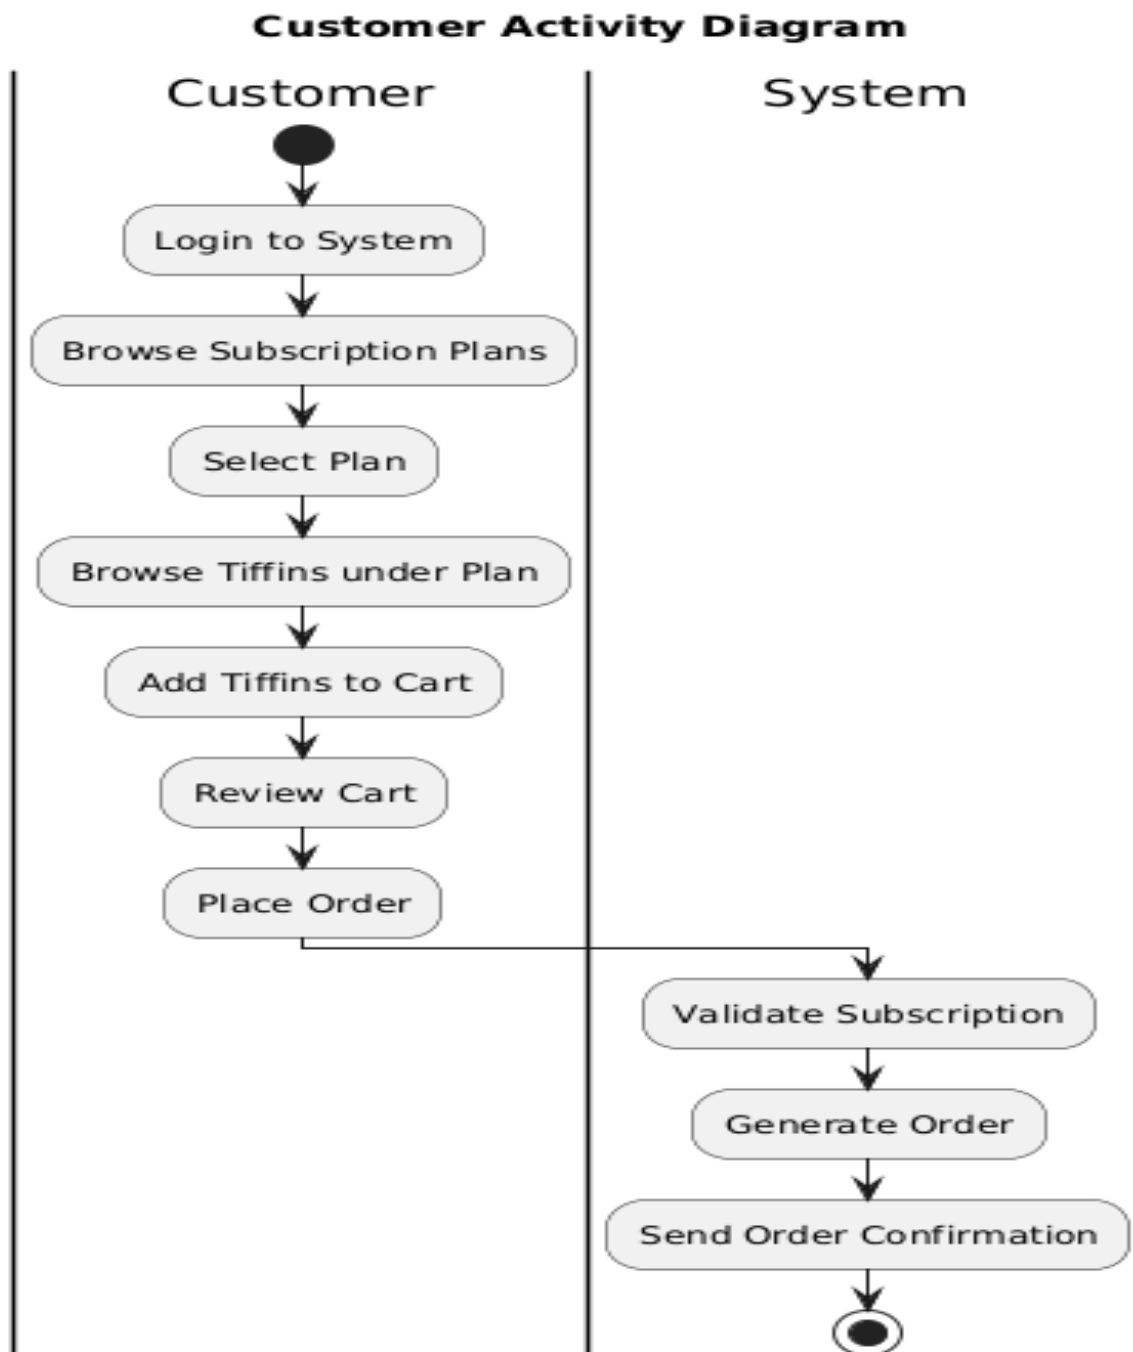 Customer Activity Diagram
Customer
System
Login to System
Browse Subscription Plans
Select Plan
Browse Tiffins under Plan
Add Tiffins to Cart
Review Cart
Place Order
Validate Subscription
Generate Order
Send Order Confirmation